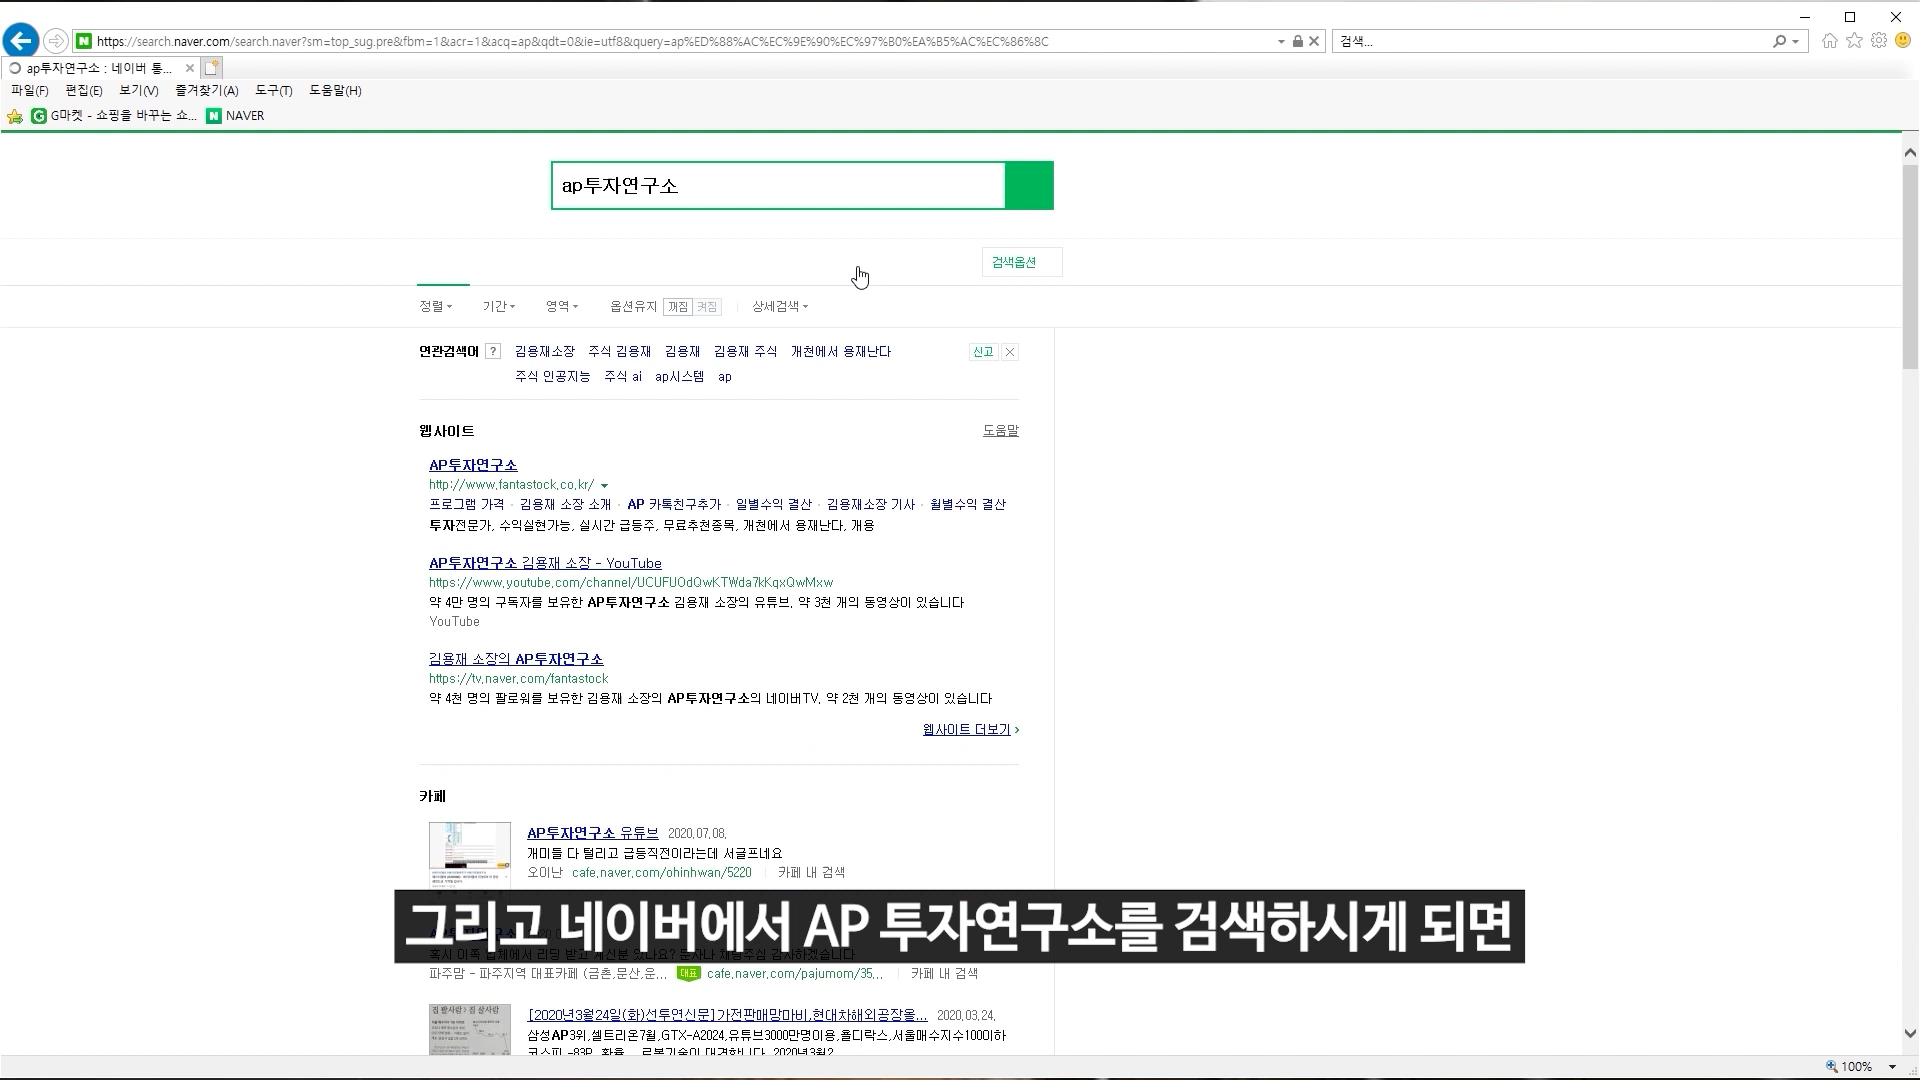 https://search.naver.com/search.naver?sm=top_sug.pre&fbm=1&acr=1&acq=ap&qdt=0&ie=utf8&query=ap%ED%88%AC%EC%9E%90%EC%97%B0%EA%B5%AC%EC%86%8C
검색...
ap투자연구소 : 네이버 통...
파일(F) 편집(E) 보기(V) 즐겨찾기(A) 도구(T) 도움말(H)
G마켓 - 쇼핑을 바꾸는 쇼... NAVER
ap투자연구소
검색옵션
정렬 기간 영역 옵션유지 꺼짐 켜짐 상세검색
연관검색어 ? 김용재소장 주식 김용재 김용재 김용재 주식 개천에서 용재난다 신고
주식 인공지능 주식 ai ap시스템 ap
웹사이트 도움말
AP투자연구소
http://www.fantastock.co.kr/
프로그램 가격 · 김용재 소장 소개 · AP 카톡친구추가 · 일별수익 결산 · 김용재소장 기사 · 월별수익 결산
투자전문가, 수익실현가능, 실시간 급등주, 무료추천종목, 개천에서 용재난다, 개용
AP투자연구소 김용재 소장 - YouTube
https://www.youtube.com/channel/UCUFUOdQwKTWda7kKqxQwMxw
약 4만 명의 구독자를 보유한 AP투자연구소 김용재 소장의 유튜브. 약 3천 개의 동영상이 있습니다
YouTube
김용재 소장의 AP투자연구소
https://tv.naver.com/fantastock
약 4천 명의 팔로워를 보유한 김용재 소장의 AP투자연구소의 네이버TV. 약 2천 개의 동영상이 있습니다
웹사이트 더보기
카페
AP투자연구소 유튜브 2020.07.08.
개미들 다 털리고 급등직전이라는데 서글프네요
오이난 cafe.naver.com/ohinhwan/5220 카페 내 검색
그리고 네이버에서 AP 투자연구소를 검색하시게 되면
파주맘 - 파주지역 대표카페 (금촌,문산,운... 대표 cafe.naver.com/pajumom/35... 카페 내 검색
[2020년3월24일(화)선투연신문]가전판매망마비,현대차해외공장올... 2020.03.24.
삼성AP3위,셀트리온7월,GTX-A2024,유튜브3000만명이용,홀디락스,서울매수지수100이하
100%